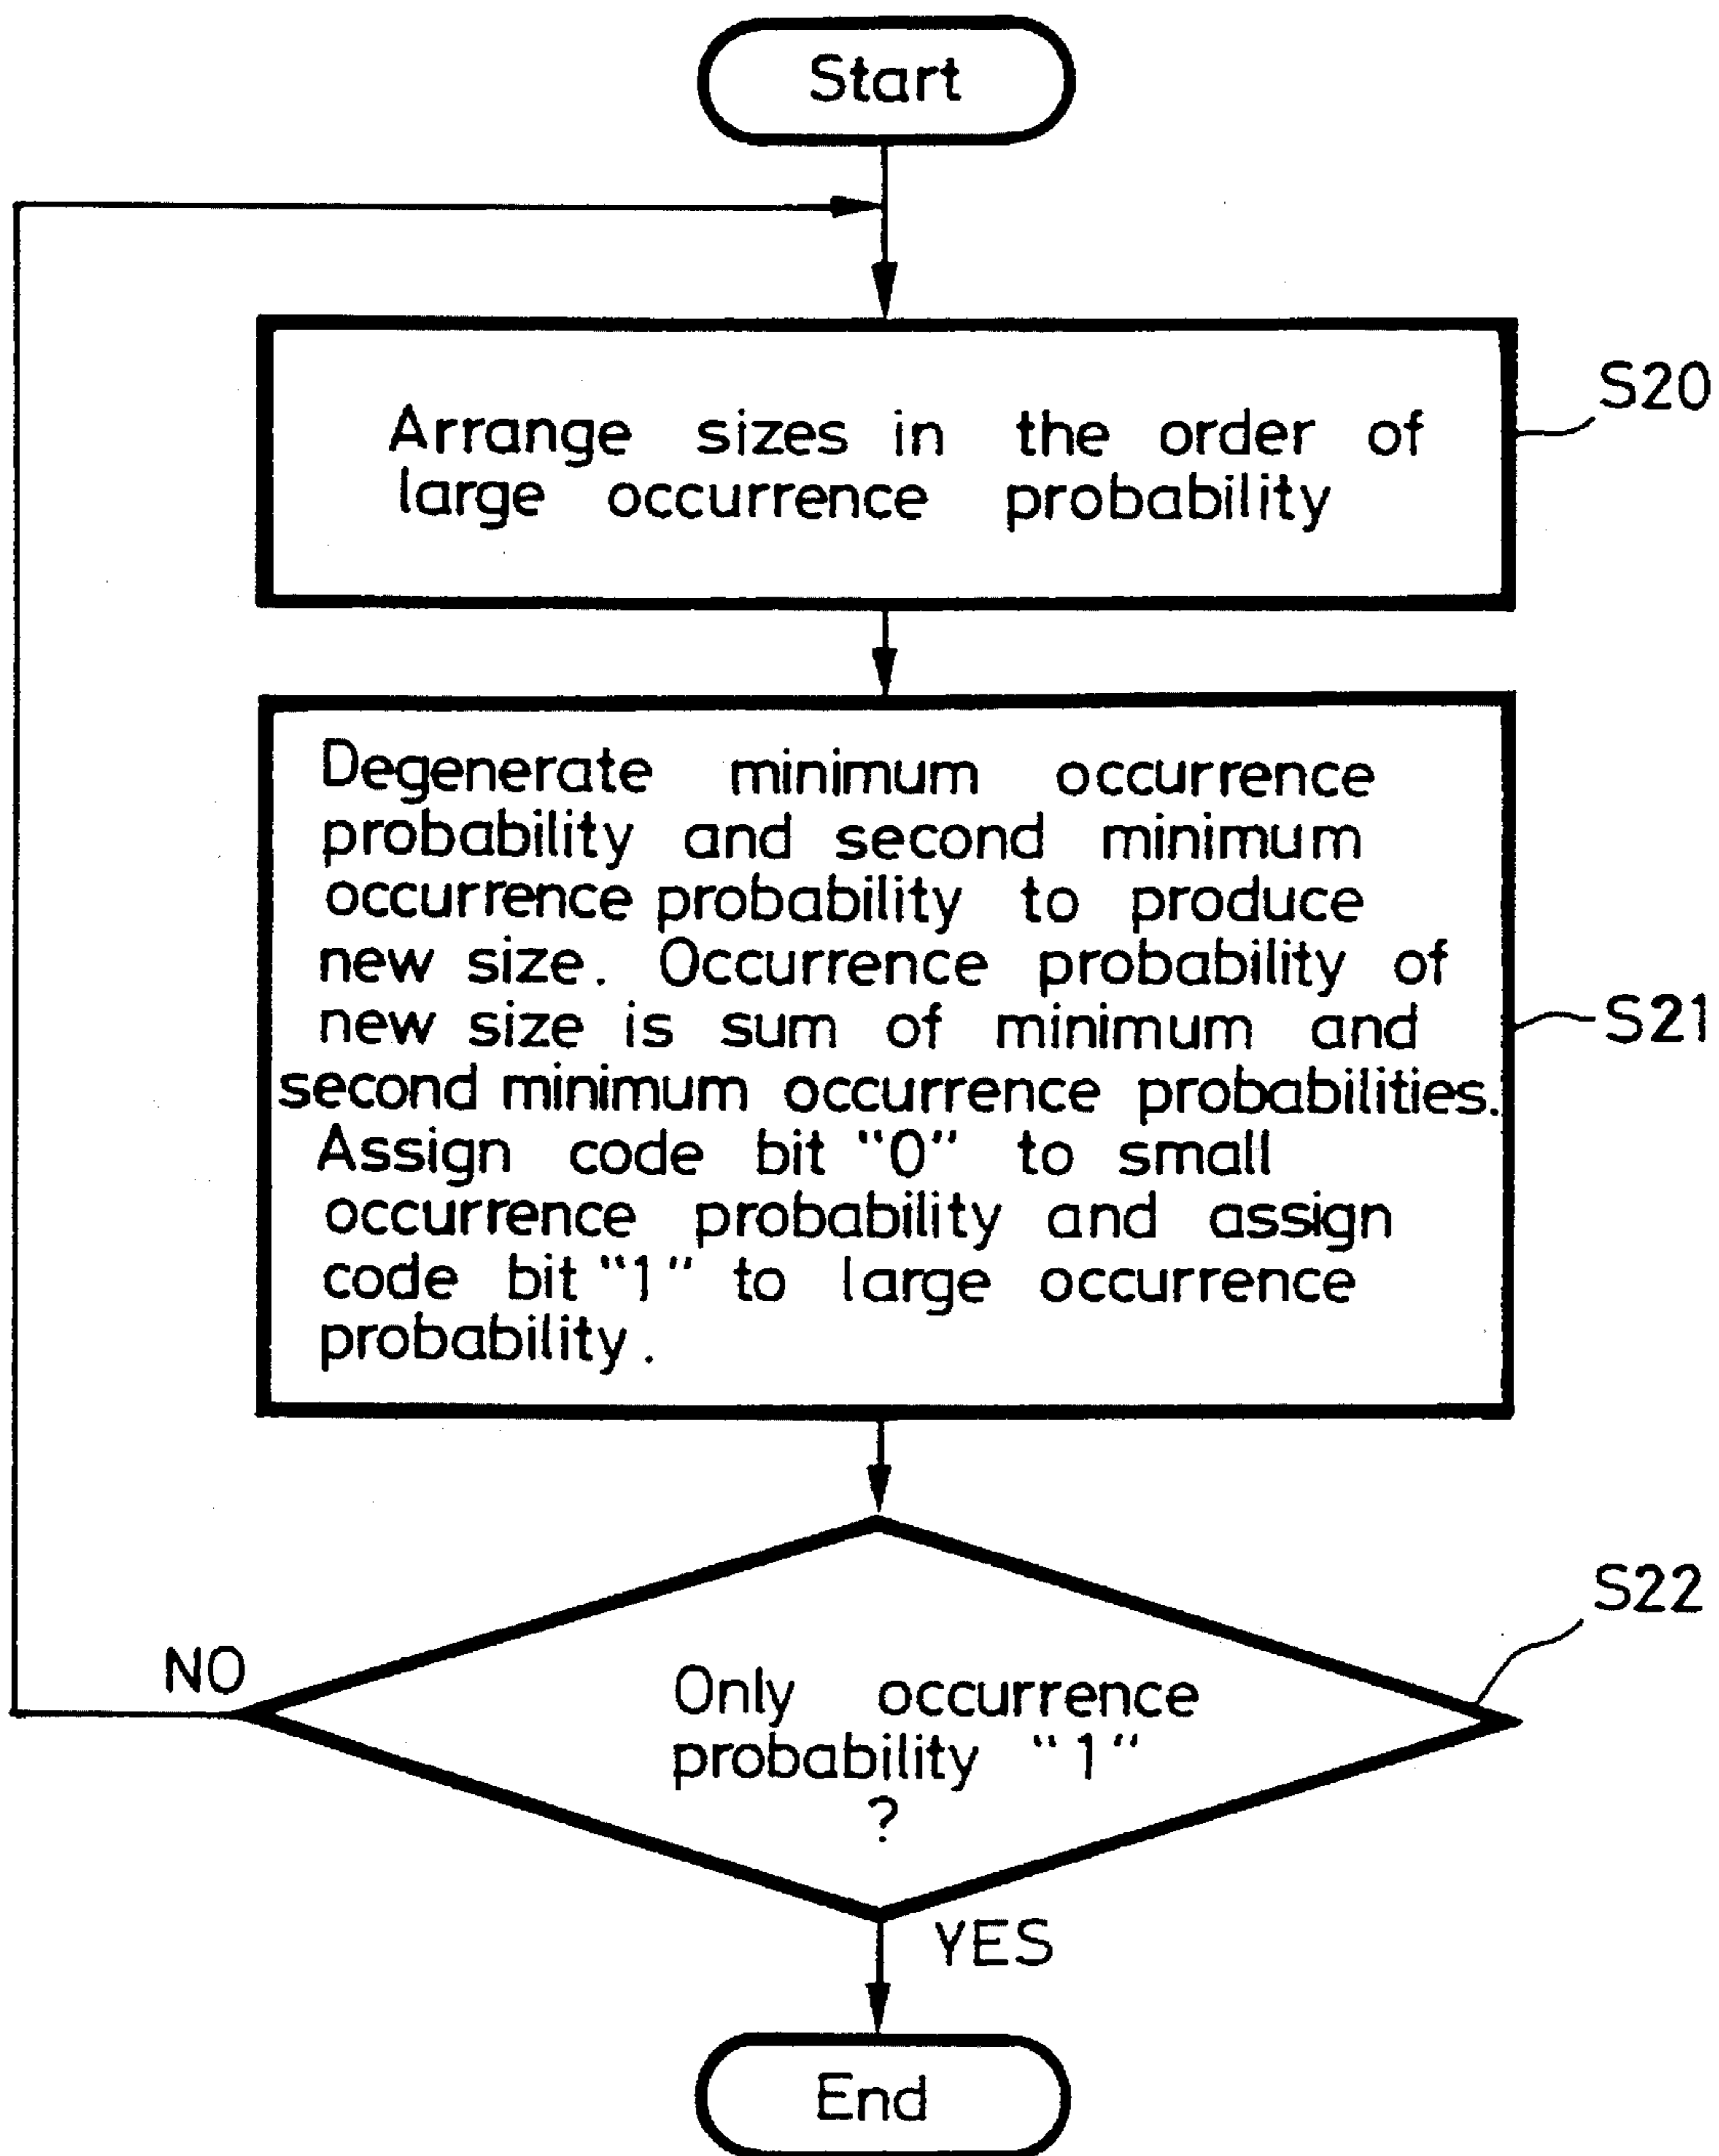 Start
Arrange sizes in the order of
large occurrence probability
S20
Degenerate minimum occurrence
probability and second minimum
occurrence probability to produce
new size. Occurrence probability of
new size is sum of minimum and
second minimum occurrence probabilities.
Assign code bit "0" to small
occurrence probability and assign
code bit "1" to large occurrence
probability.
S21
S22
NO
Only occurrence
probability "1"
?
YES
End